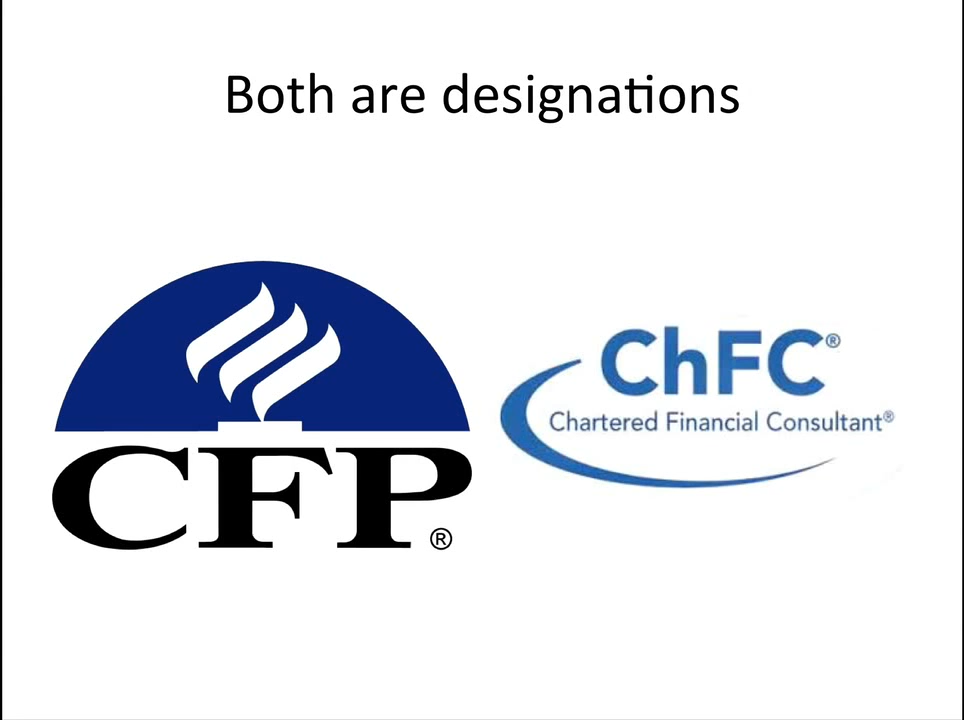 Both are designations
CFP®
ChFC®
Chartered Financial Consultant®